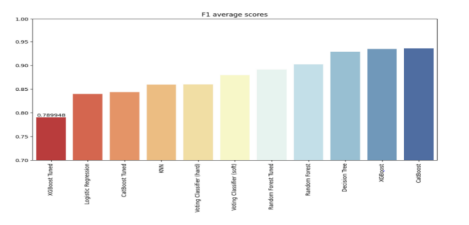 F1 average scores
1.00
0.95
0.90
0.85
0.80
0.75
0.70
0.789948
XGBoost Tuned
Logistic Regression
CatBoost Tuned
KNN
Voting Classifier (hard)
Voting Classifier (soft)
Random Forest Tuned
Random Forest
Decision Tree
XGBoost
CatBoost